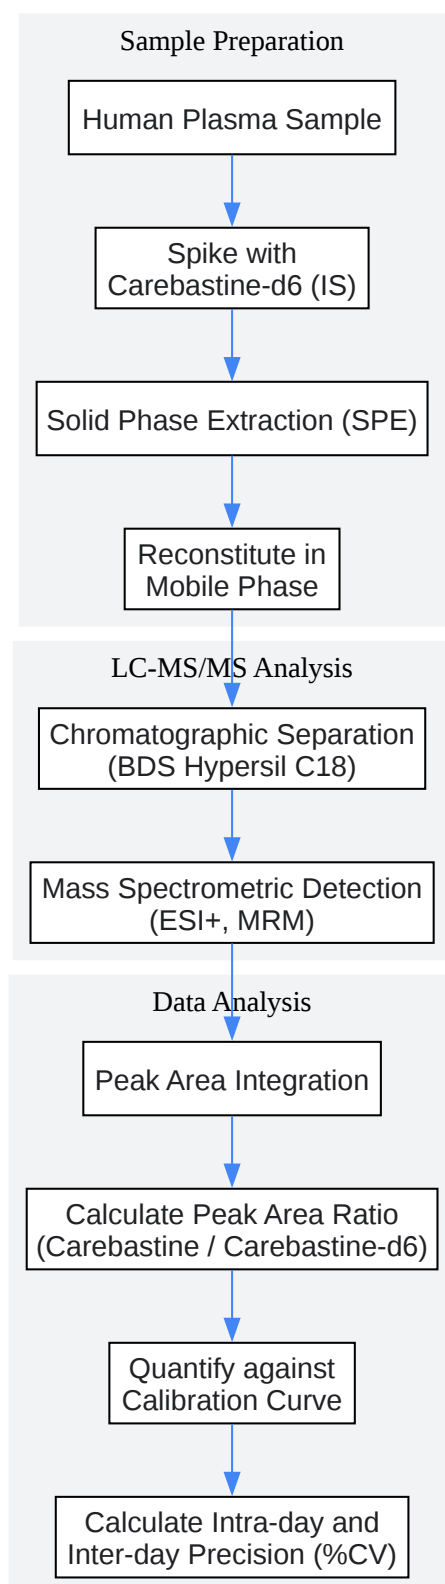 Sample Preparation
Human Plasma Sample
Spike with
Carebastine-d6 (IS)
Solid Phase Extraction (SPE)
Reconstitute in
Mobile Phase
LC-MS/MS Analysis
Chromatographic Separation
(BDS Hypersil C18)
Mass Spectrometric Detection
(ESI+, MRM)
Data Analysis
Peak Area Integration
Calculate Peak Area Ratio
(Carebastine / Carebastine-d6)
Quantify against
Calibration Curve
Calculate Intra-day and
Inter-day Precision (%CV)